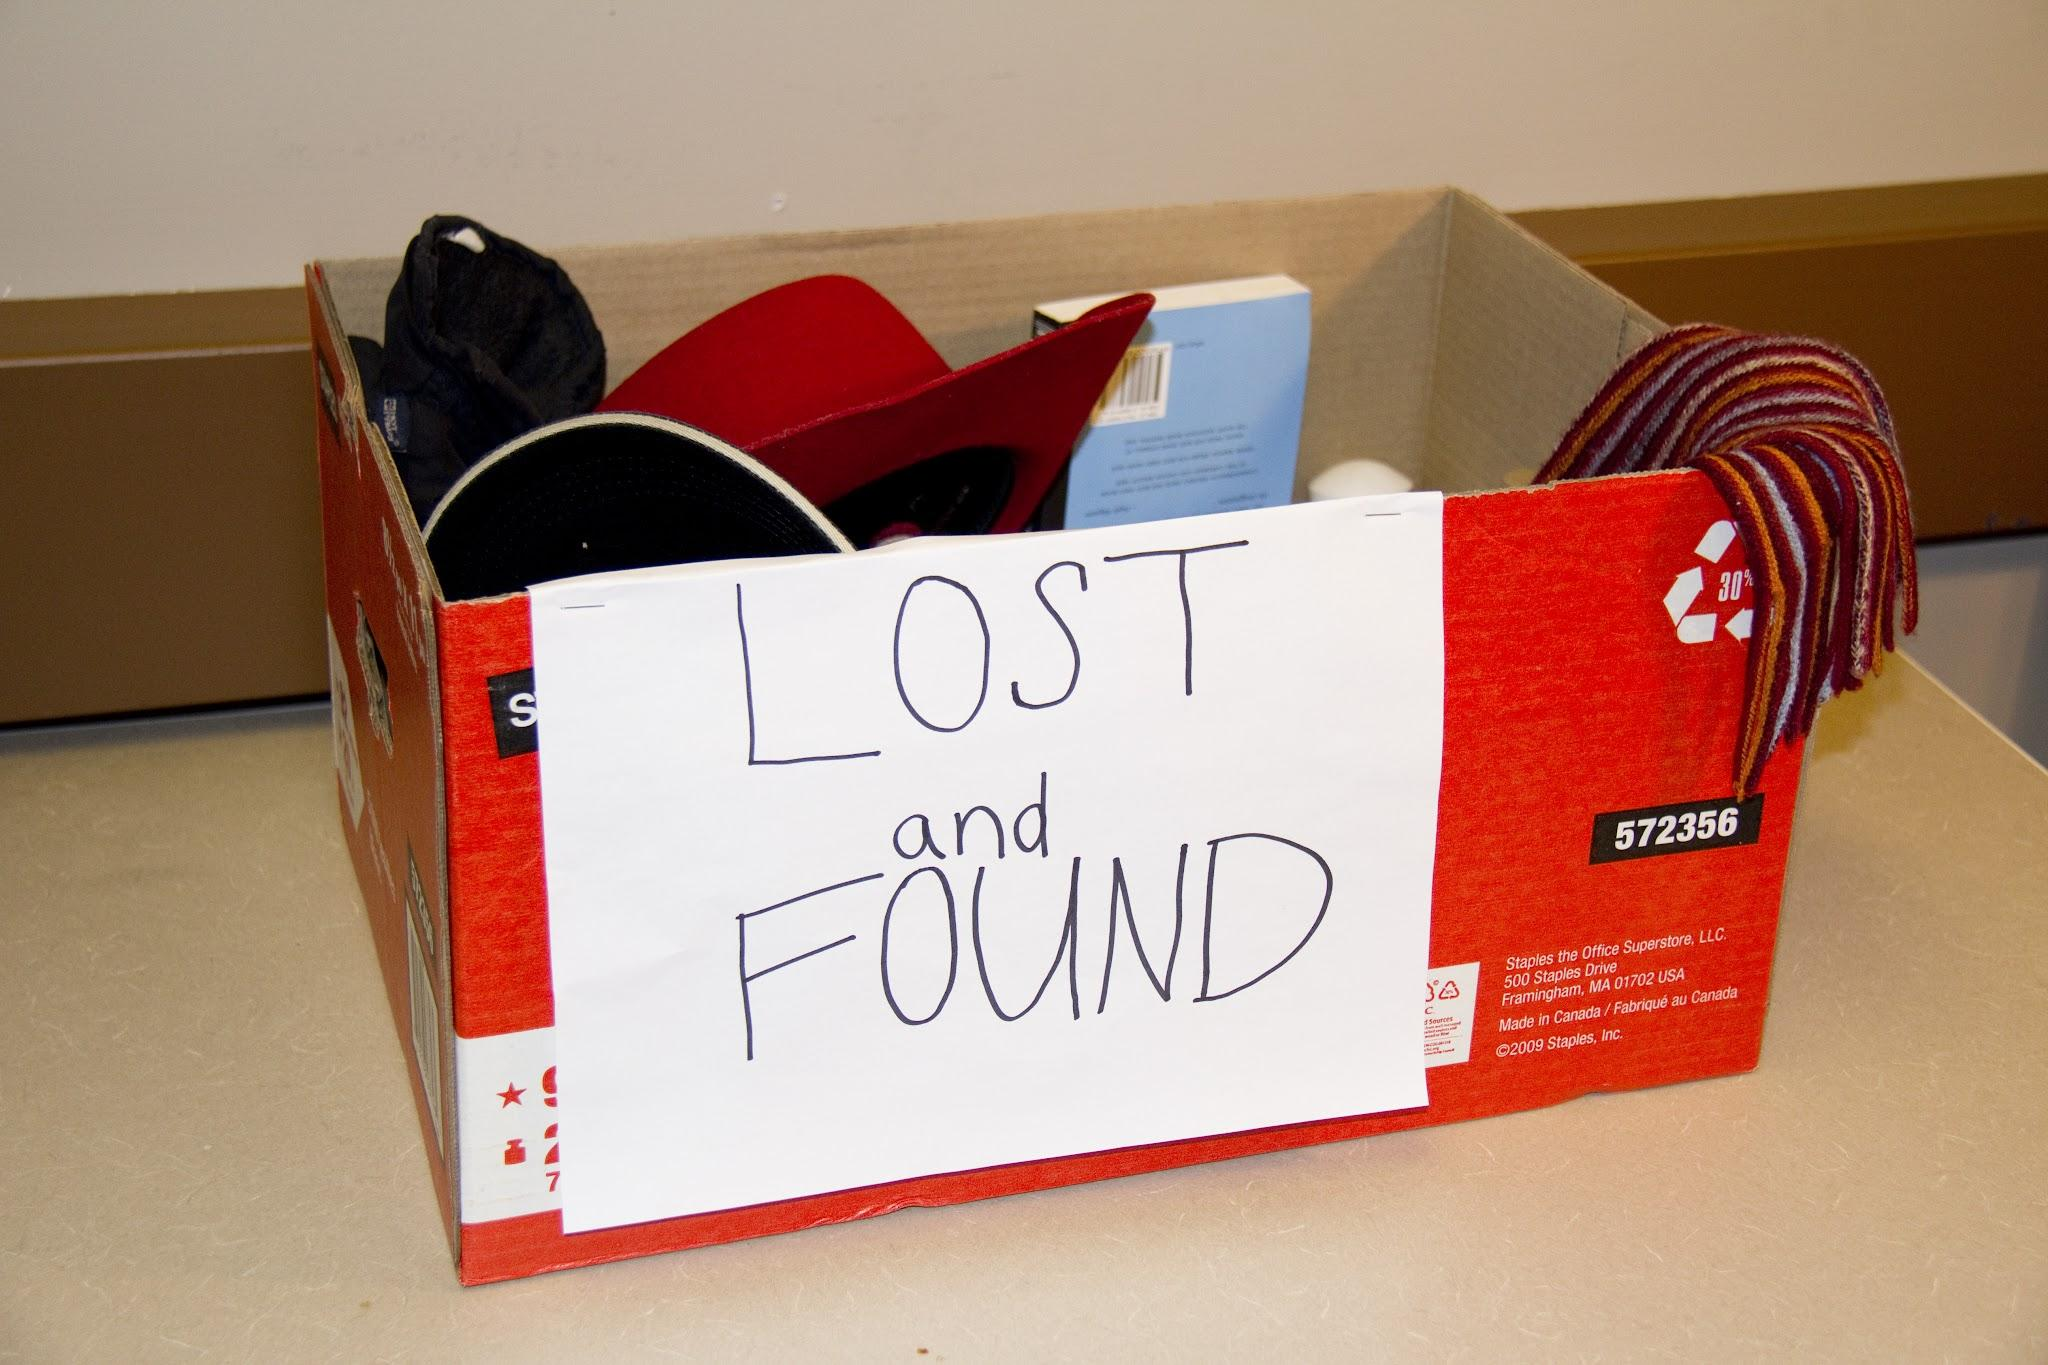 LOST
and
FOUND
S
30%
572356
Staples the Office Superstore, LLC.
500 Staples Drive
Framingham, MA 01702 USA
Made in Canada / Fabriqué au Canada
©2009 Staples, Inc.